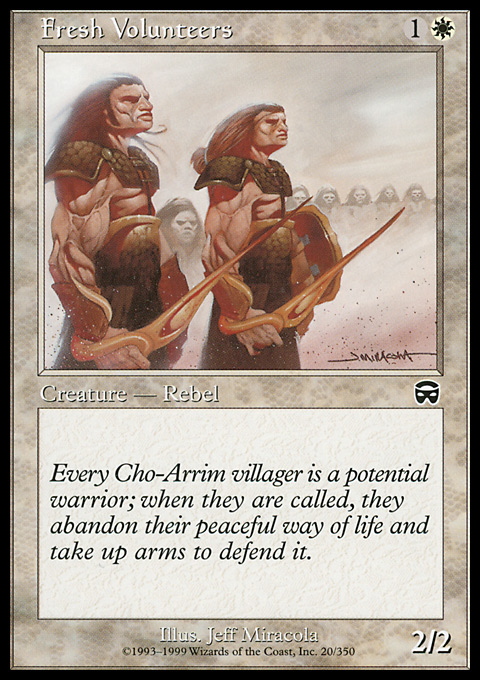 Fresh Volunteers 1
J. Miracola
Creature — Rebel
Every Cho-Arrim villager is a potential
warrior; when they are called, they
abandon their peaceful way of life and
take up arms to defend it.
Illus. Jeff Miracola
2/2
©1993–1999 Wizards of the Coast, Inc. 20/350